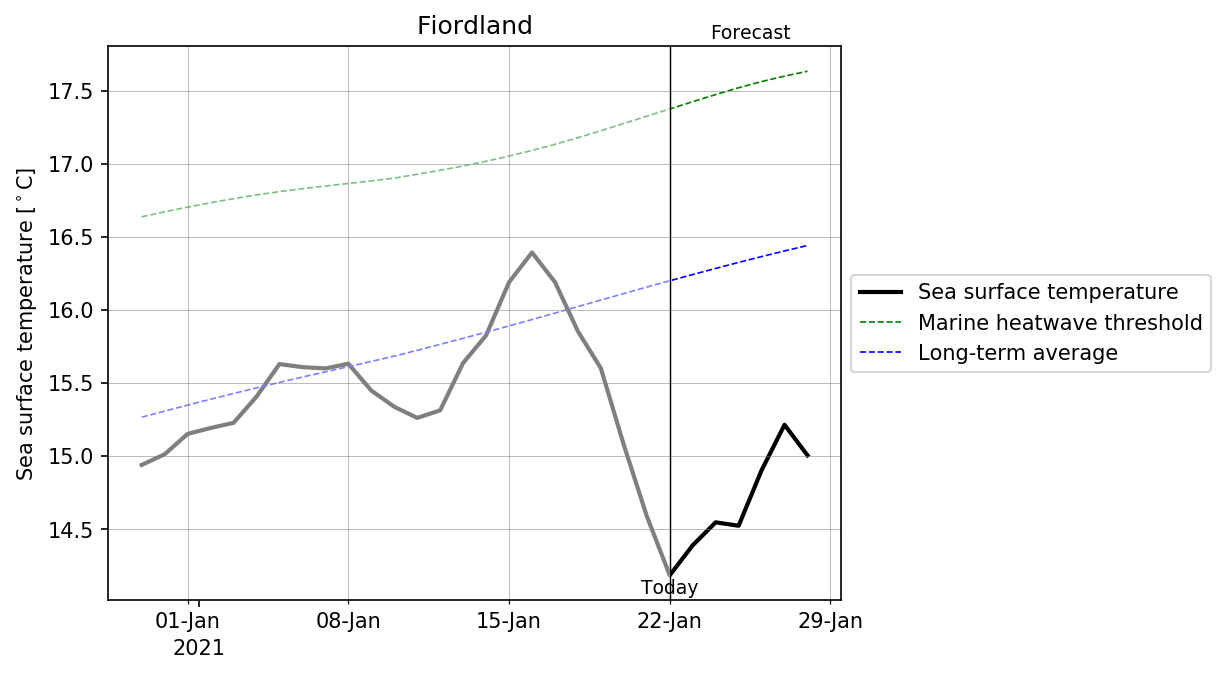 Fiordland
Forecast
17.5
17.0
16.5
16.0
15.5
15.0
14.5
Sea surface temperature [°C]
Today
01-Jan 08-Jan 15-Jan 22-Jan 29-Jan
2021
Sea surface temperature
Marine heatwave threshold
Long-term average